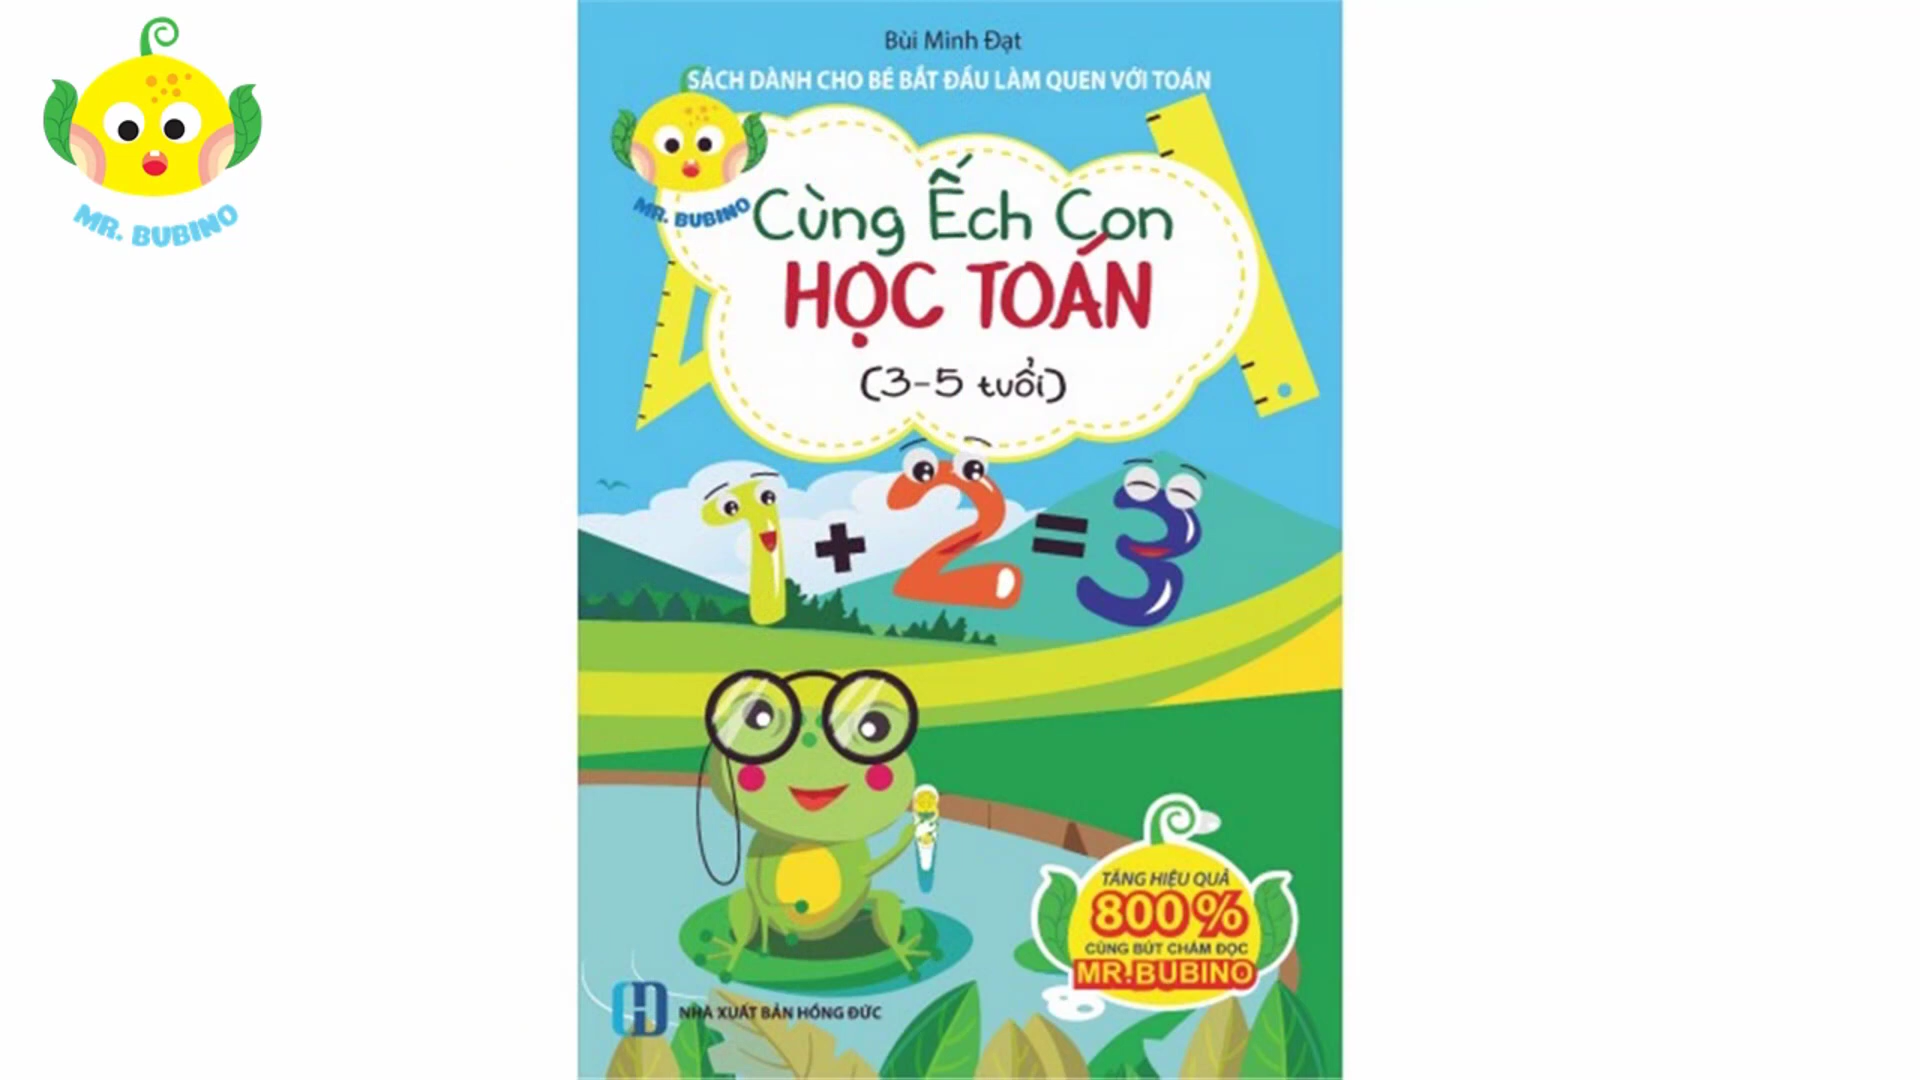 MR. BUBINO
Bùi Minh Đạt
SÁCH DÀNH CHO BÉ BẮT ĐẦU LÀM QUEN VỚI TOÁN
MR. BUBINO
Cùng Ếch Con
HỌC TOÁN
(3-5 tuổi)
1 + 2 = 3
TĂNG HIỆU QUẢ
800%
CÙNG BÚT CHẤM ĐỌC
MR.BUBINO
NHÀ XUẤT BẢN HỒNG ĐỨC